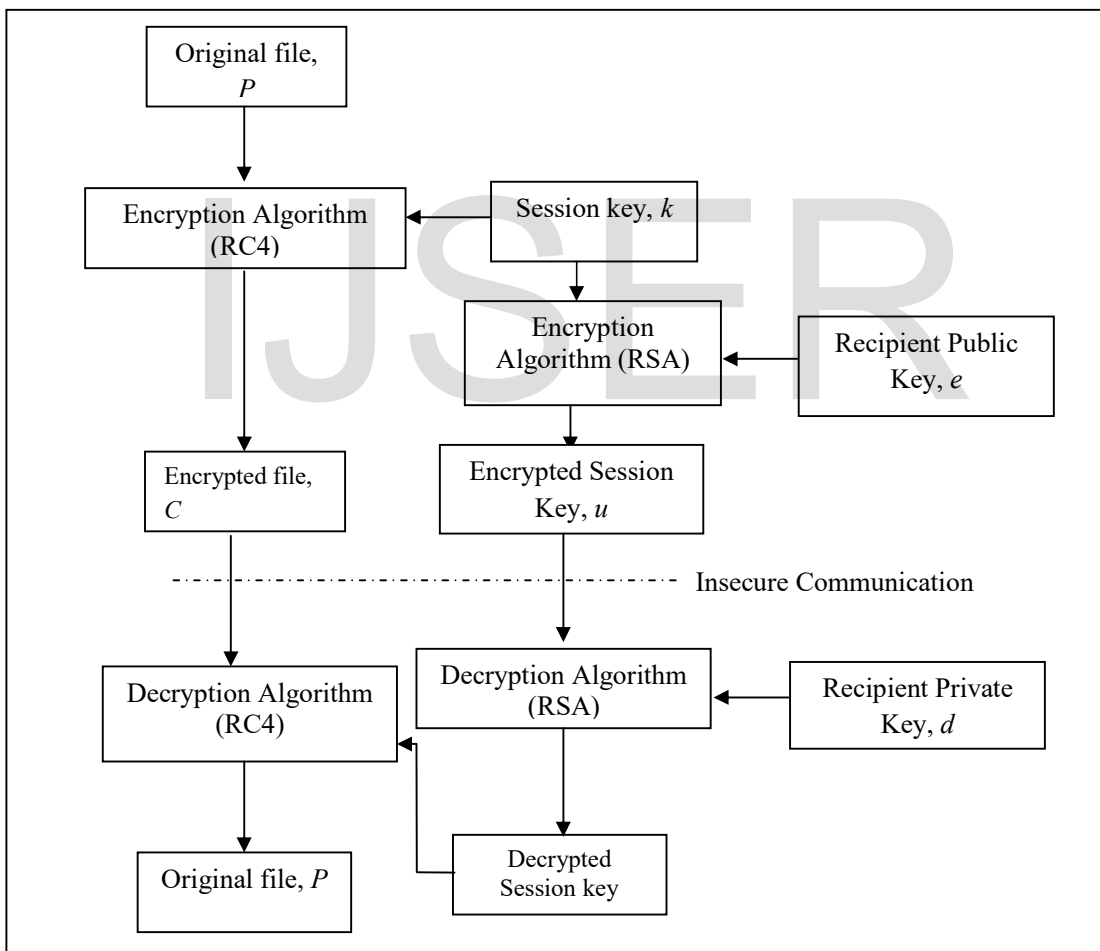 Original file,
P
Encryption Algorithm
(RC4)
Session key, k
Encryption
Algorithm (RSA)
Recipient Public
Key, e
IJSER
Encrypted file,
C
Encrypted Session
Key, u
Insecure Communication
Decryption Algorithm
(RC4)
Decryption Algorithm
(RSA)
Recipient Private
Key, d
Original file, P
Decrypted
Session key